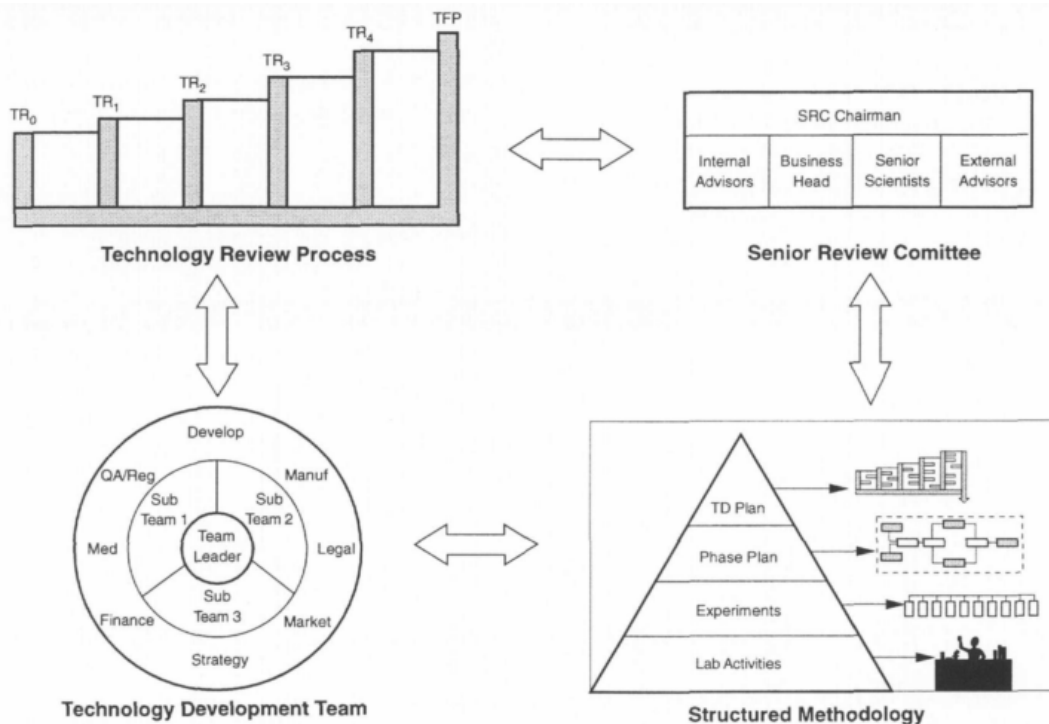 TFP
TR4
TR3
TR2
TR1
TR0
Technology Review Process
SRC Chairman
Internal Advisors
Business Head
Senior Scientists
External Advisors
Senior Review Comittee
Develop
QA/Reg
Manuf
Sub Team 1
Sub Team 2
Team Leader
Med
Legal
Sub Team 3
Finance
Market
Strategy
Technology Development Team
TD Plan
Phase Plan
Experiments
Lab Activities
Structured Methodology